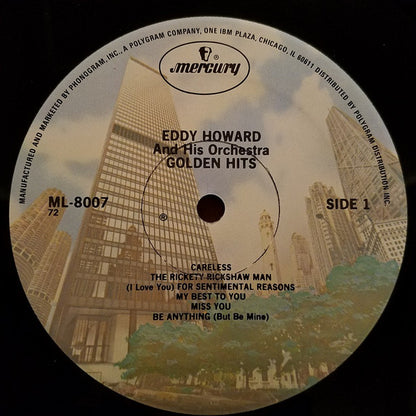 MANUFACTURED AND MARKETED BY PHONOGRAM, INC., A POLYGRAM COMPANY, ONE IBM PLAZA, CHICAGO, IL 60611 DISTRIBUTED BY POLYGRAM DISTRIBUTION INC.
mercury
EDDY HOWARD
And His Orchestra
GOLDEN HITS
ML-8007
72
®
SIDE 1
CARELESS
THE RICKETY RICKSHAW MAN
(I Love You) FOR SENTIMENTAL REASONS
MY BEST TO YOU
MISS YOU
BE ANYTHING (But Be Mine)